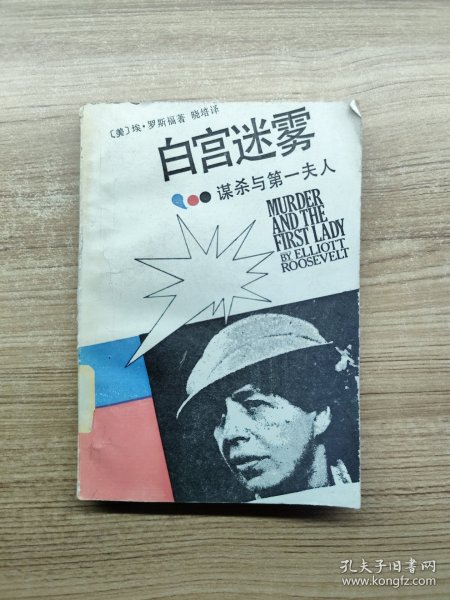 〔美〕埃·罗斯福著 晓培译
白宫迷雾
谋杀与第一夫人
MURDER
AND THE
FIRST LADY
BY ELLIOTT
ROOSEVELT
孔夫子旧书网
www.kongfz.com